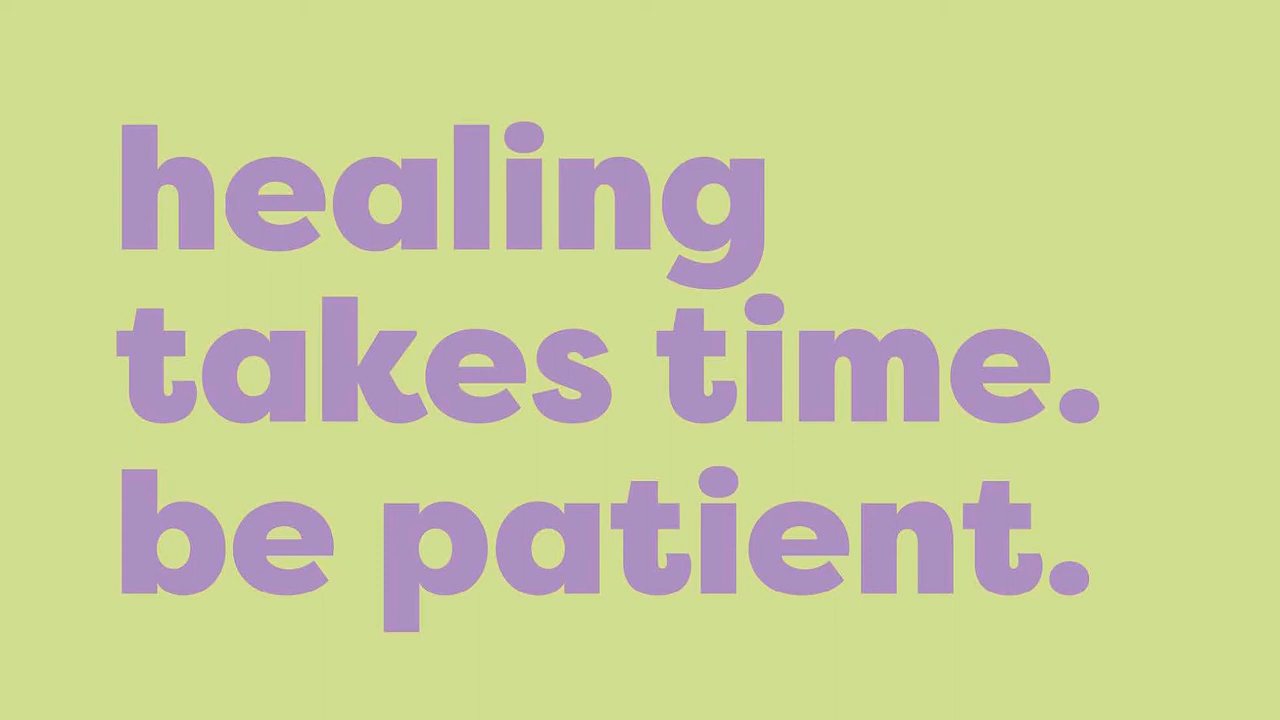 healing
takes time.
be patient.